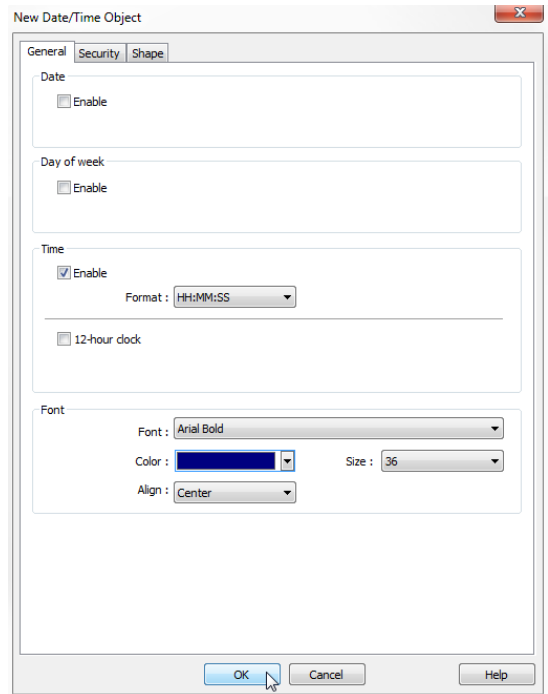 New Date/Time Object
General Security Shape
Date
Enable
Day of week
Enable
Time
Enable
Format : HH:MM:SS
12-hour clock
Font
Font : Arial Bold
Color : Size : 36
Align : Center
OK Cancel Help